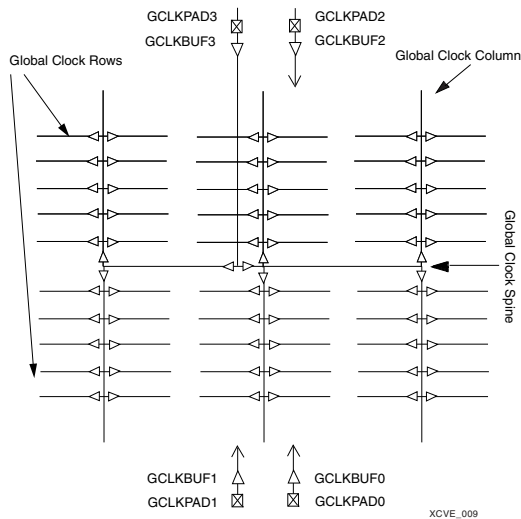 GCLKPAD3
GCLKPAD2
GCLKBUF3
GCLKBUF2
Global Clock Rows
Global Clock Column
Global Clock Spine
GCLKBUF1
GCLKBUF0
GCLKPAD1
GCLKPAD0
XCVE_009